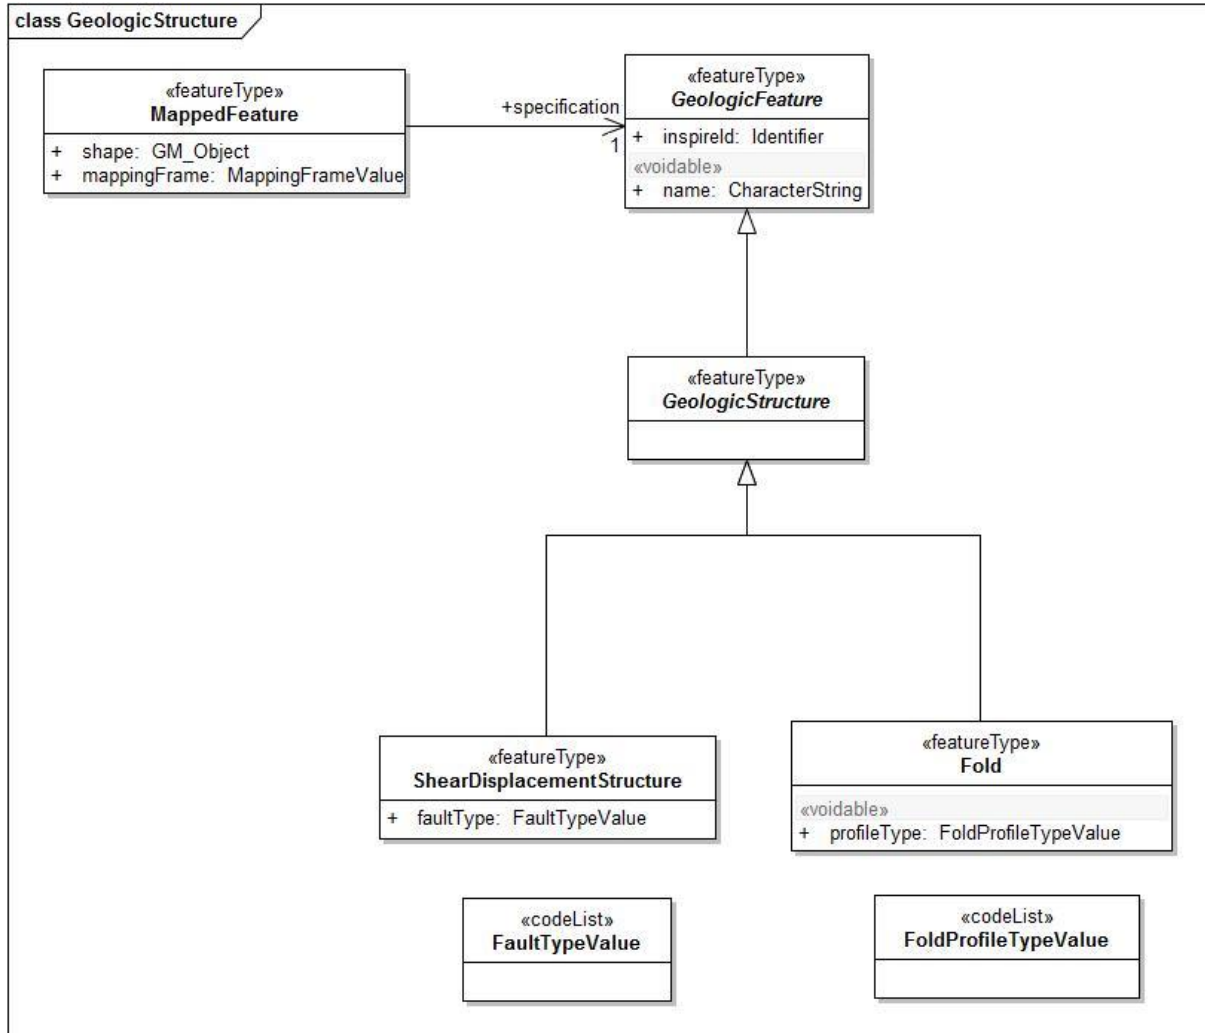 class GeologicStructure
«featureType»
MappedFeature
+ shape: GM_Object
+ mappingFrame: MappingFrameValue
+specification
1
«featureType»
GeologicFeature
+ inspireId: Identifier
«voidable»
+ name: CharacterString
«featureType»
GeologicStructure
«featureType»
ShearDisplacementStructure
+ faultType: FaultTypeValue
«featureType»
Fold
«voidable»
+ profileType: FoldProfileTypeValue
«codeList»
FaultTypeValue
«codeList»
FoldProfileTypeValue